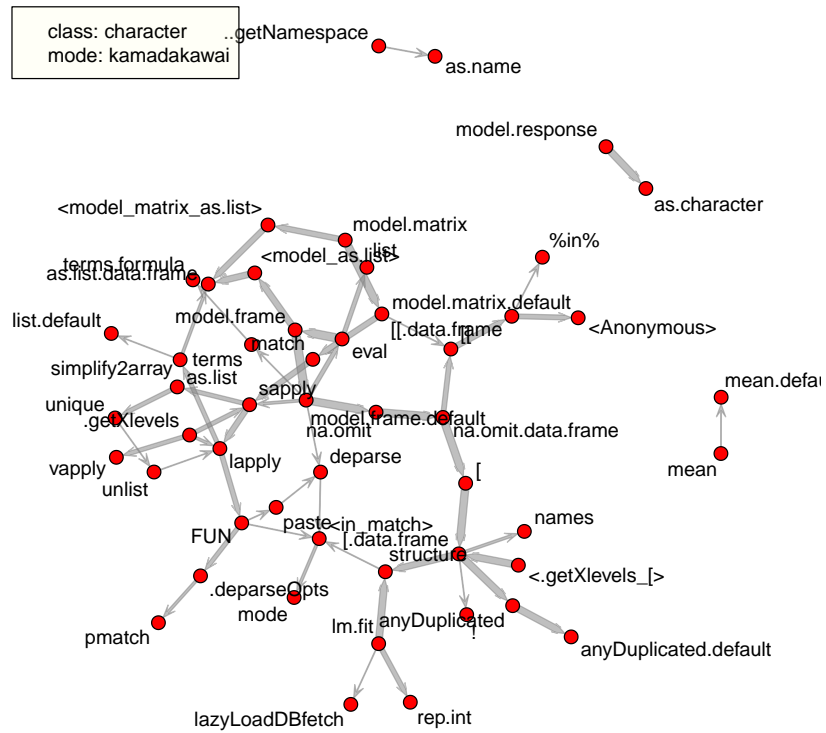 class: character
mode: kamadakawai
..getNamespace
as.name
model.response
as.character
<model_matrix_as.list>
model.matrix
%in%
terms.formula
<model_as.list>
list
as.list.data.frame
model.matrix.default
list.default
model.frame
match
eval
[[.data.frame
[[
<Anonymous>
simplify2array
terms
as.list
sapply
mean.defau
unique
.getXlevels
model.frame.default
na.omit
na.omit.data.frame
mean
vapply
unlist
lapply
deparse
[
FUN
paste
<in_match>
[.data.frame
names
structure
<.getXlevels_[>
.deparseOpts
mode
pmatch
lm.fit
anyDuplicated
!
anyDuplicated.default
lazyLoadDBfetch
rep.int